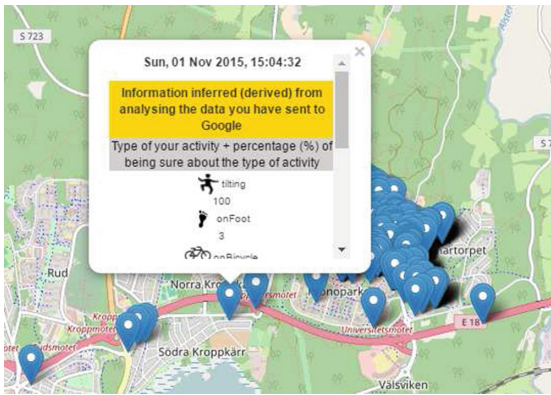 S 723
Sun, 01 Nov 2015, 15:04:32
×
Information inferred (derived) from
analysing the data you have sent to
Google
Type of your activity + percentage (%) of
being sure about the type of activity
tilting
100
onFoot
3
onBicycle
Rud
Norra
Södra Kroppkärr
Universitetsmotet
E 18
Välsviken